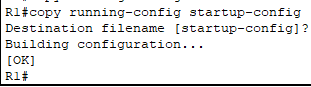 R1#copy running-config startup-config
Destination filename [startup-config]?
Building configuration...
[OK]
R1#